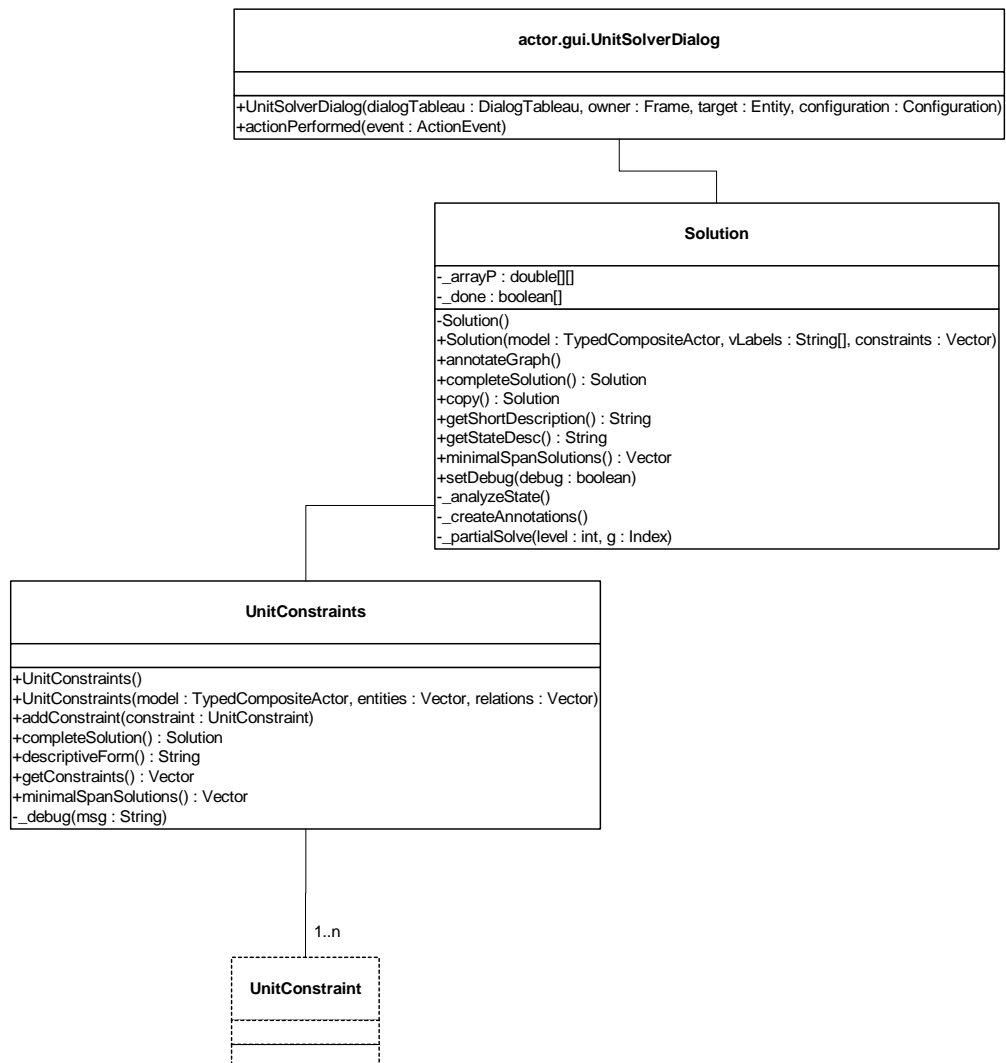 actor.gui.UnitSolverDialog
+UnitSolverDialog(dialogTableau : DialogTableau, owner : Frame, target : Entity, configuration : Configuration)
+actionPerformed(event : ActionEvent)
Solution
-_arrayP : double[][]
-_done : boolean[]
-Solution()
+Solution(model : TypedCompositeActor, vLabels : String[], constraints : Vector)
+annotateGraph()
+completeSolution() : Solution
+copy() : Solution
+getShortDescription() : String
+getStateDesc() : String
+minimalSpanSolutions() : Vector
+setDebug(debug : boolean)
-_analyzeState()
-_createAnnotations()
-_partialSolve(level : int, g : Index)
UnitConstraints
+UnitConstraints()
+UnitConstraints(model : TypedCompositeActor, entities : Vector, relations : Vector)
+addConstraint(constraint : UnitConstraint)
+completeSolution() : Solution
+descriptiveForm() : String
+getConstraints() : Vector
+minimalSpanSolutions() : Vector
-_debug(msg : String)
1..n
UnitConstraint